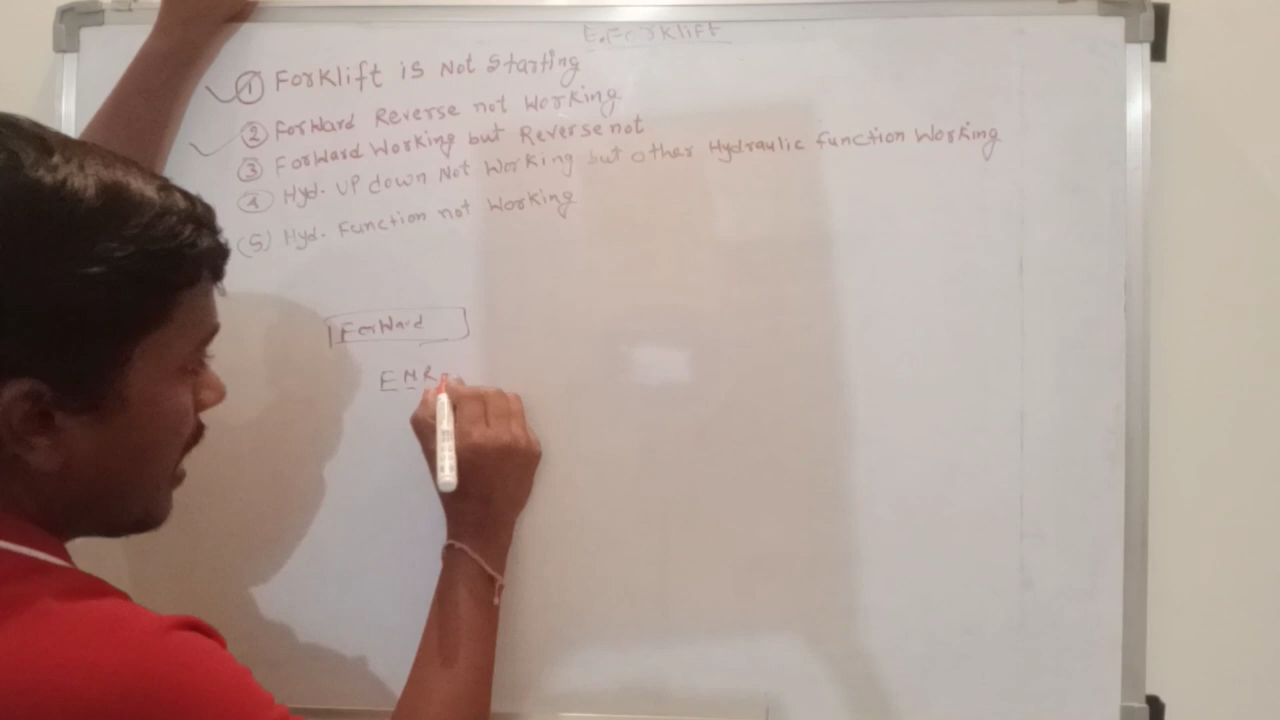 E.Forklift
① Forklift is Not Starting
② Forward Reverse not Working
③ Forward Working but Reverse not
④ Hyd. UP down Not Working but other Hydraulic function Working
(5) Hyd. Function not Working
Forward